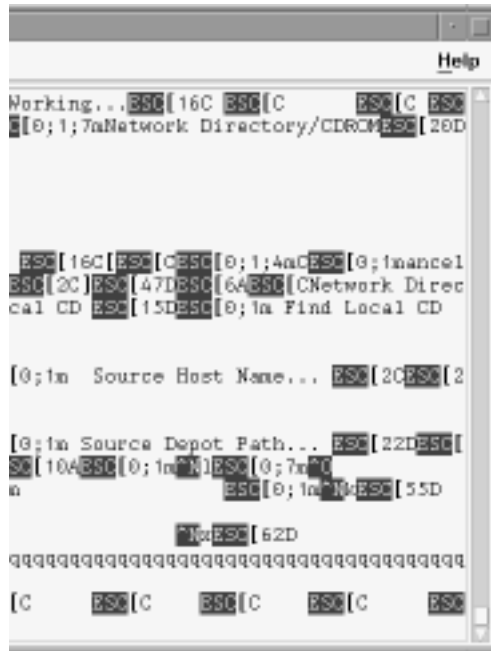 Help
Working...ESC[16C ESC[C ESC[C ESC
C[0;1;7mNetwork Directory/CDROMESC[20D
ESC[16C[ESC[CESC[0;1;4mCESC[0;1mancel
ESC[2C]ESC[47DESC[6AESC[CNetwork Direc
cal CD ESC[15DESC[0;1m Find Local CD
[0;1m Source Host Name... ESC[2CESC[2
[0;1m Source Depot Path... ESC[22DESC[
SC[10AESC[0;1m^NlESC[0;7m^O
m ESC[0;1m^NxESC[55D
^NxESC[62D
qqqqqqqqqqqqqqqqqqqqqqqqqqqqqqqqqqqqqq
[C ESC[C ESC[C ESC[C ESC